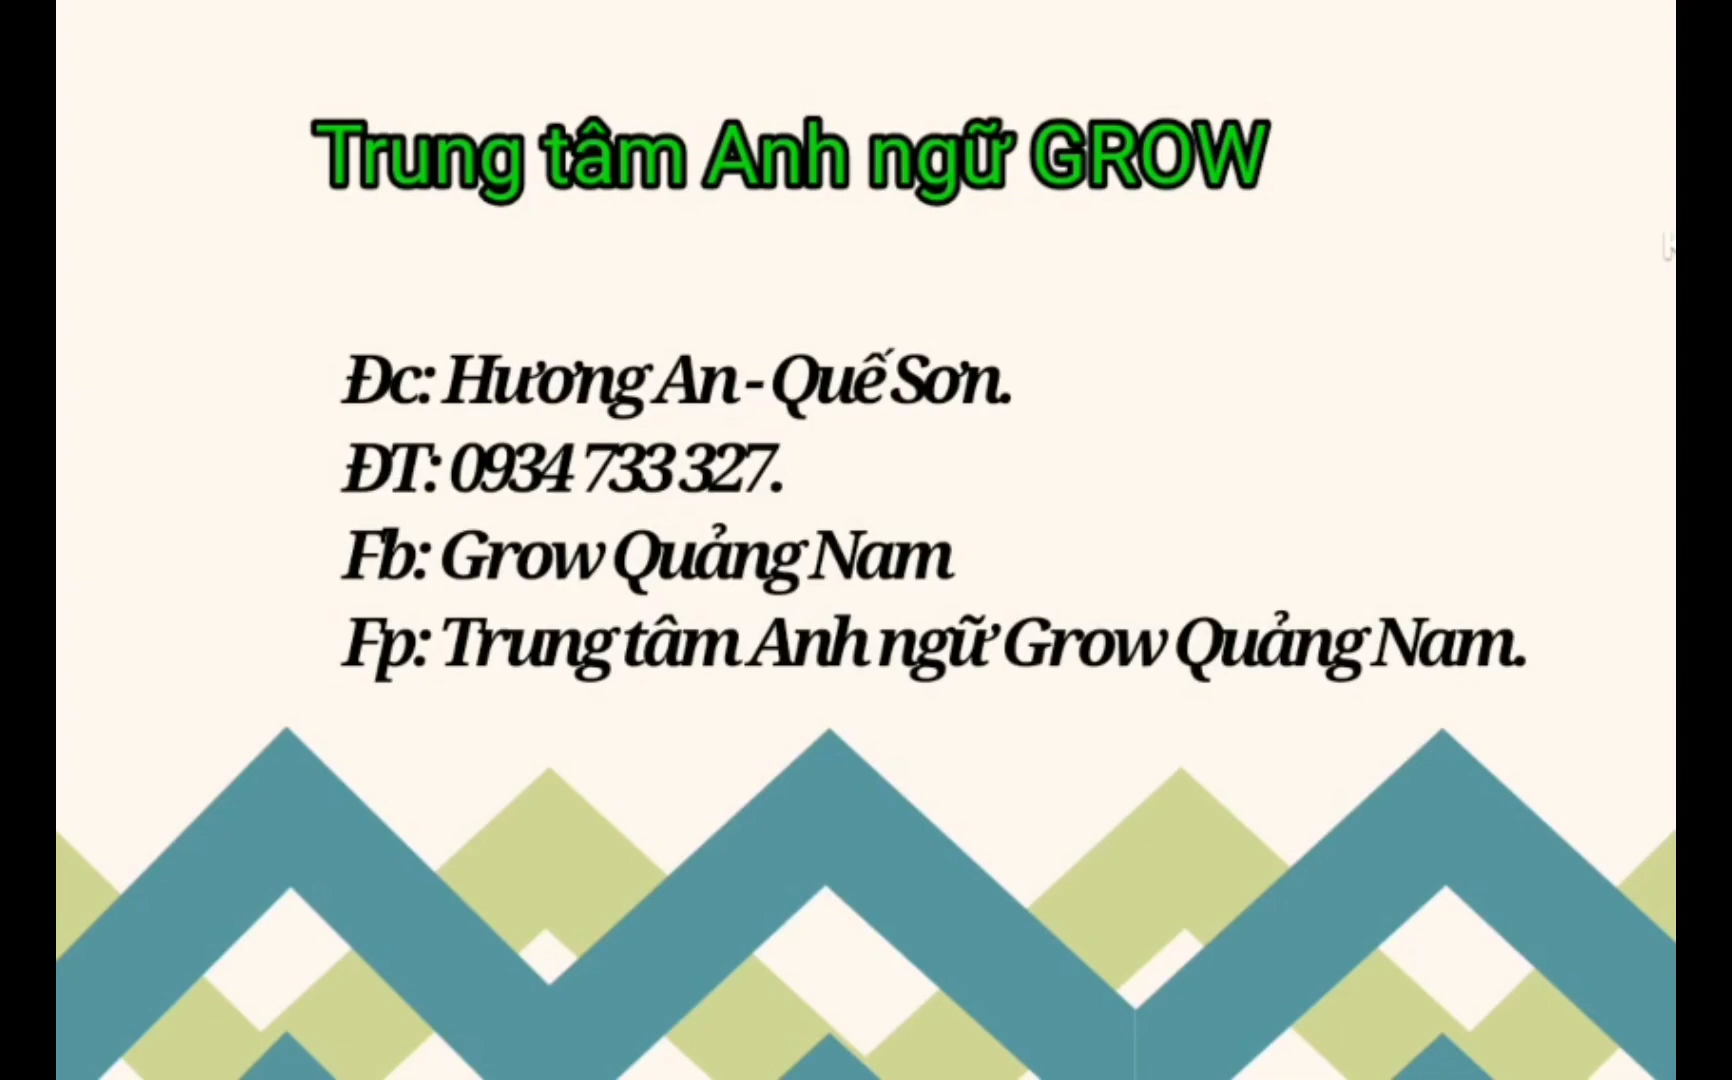 Trung tâm Anh ngữ GROW
Đc: Hương An - Quế Sơn.
ĐT: 0934 733 327.
Fb: Grow Quảng Nam
Fp: Trung tâm Anh ngữ Grow Quảng Nam.